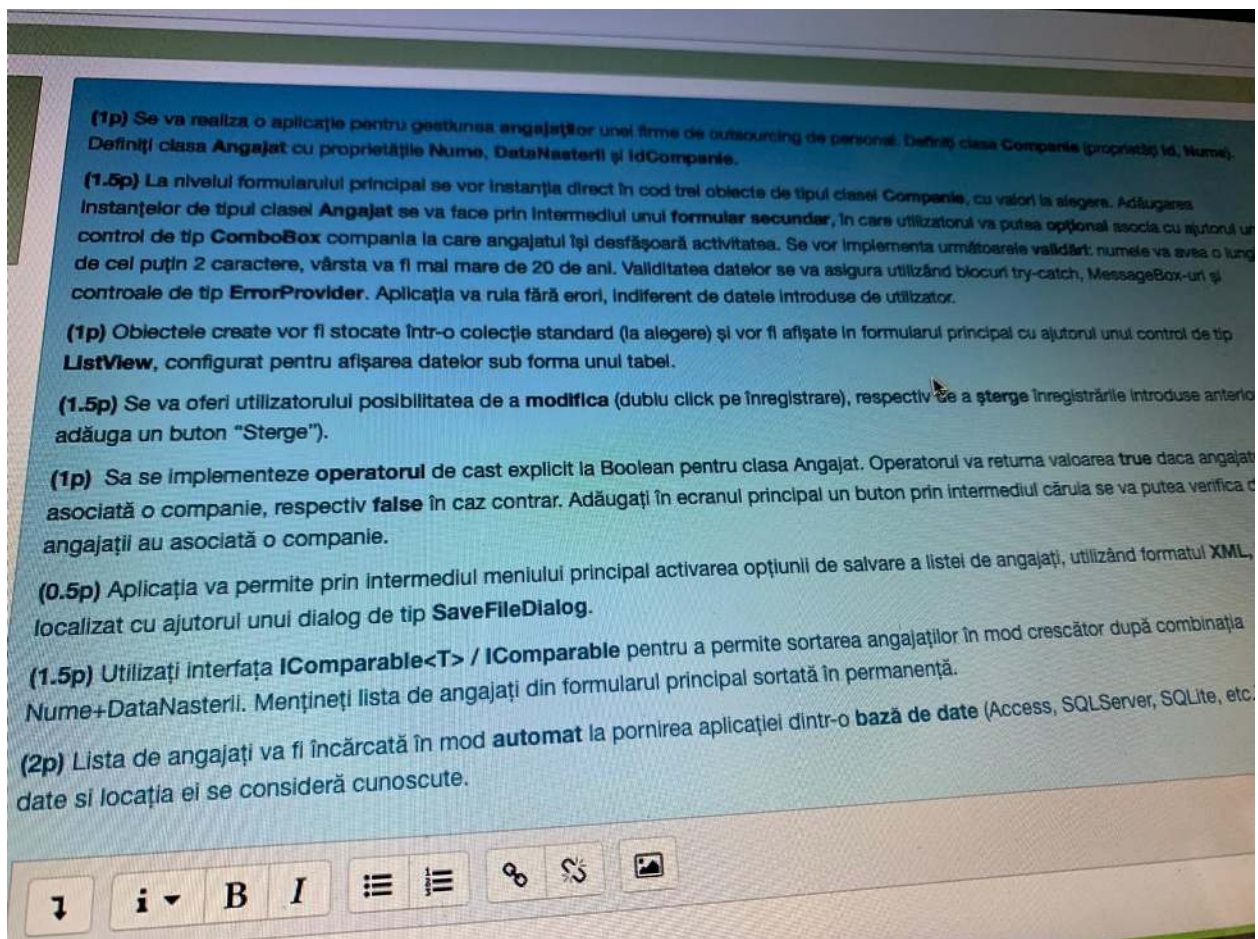 (1p) Se va realiza o aplicație pentru gestiunea angajaților unei firme de outsourcing de personal. Definiți clasa Companie (proprietăți Id, Nume).
Definiți clasa Angajat cu proprietățile Nume, DataNasterii și IdCompanie.
(1.5p) La nivelul formularului principal se vor instanția direct în cod trei obiecte de tipul clasei Companie, cu valori la alegere. Adăugarea
instanțelor de tipul clasei Angajat se va face prin intermediul unui formular secundar, în care utilizatorul va putea opțional asocia cu ajutorul un
control de tip ComboBox compania la care angajatul își desfășoară activitatea. Se vor implementa următoarele validări: numele va avea o lung
de cel puțin 2 caractere, vârsta va fi mai mare de 20 de ani. Validitatea datelor se va asigura utilizând blocuri try-catch, MessageBox-uri și
controale de tip ErrorProvider. Aplicația va rula fără erori, indiferent de datele introduse de utilizator.
(1p) Obiectele create vor fi stocate într-o colecție standard (la alegere) și vor fi afișate in formularul principal cu ajutorul unui control de tip
ListView, configurat pentru afișarea datelor sub forma unui tabel.
(1.5p) Se va oferi utilizatorului posibilitatea de a modifica (dublu click pe înregistrare), respectiv de a șterge înregistrările introduse anterio
adăuga un buton “Sterge”).
(1p) Sa se implementeze operatorul de cast explicit la Boolean pentru clasa Angajat. Operatorul va returna valoarea true daca angajat
asociată o companie, respectiv false în caz contrar. Adăugați în ecranul principal un buton prin intermediul căruia se va putea verifica d
angajații au asociată o companie.
(0.5p) Aplicația va permite prin intermediul meniului principal activarea opțiunii de salvare a listei de angajați, utilizând formatul XML,
localizat cu ajutorul unui dialog de tip SaveFileDialog.
(1.5p) Utilizați interfața IComparable<T> / IComparable pentru a permite sortarea angajaților în mod crescător după combinația
Nume+DataNasterii. Mențineți lista de angajați din formularul principal sortată în permanență.
(2p) Lista de angajați va fi încărcată în mod automat la pornirea aplicației dintr-o bază de date (Access, SQLServer, SQLite, etc.
date si locația ei se consideră cunoscute.
i B I